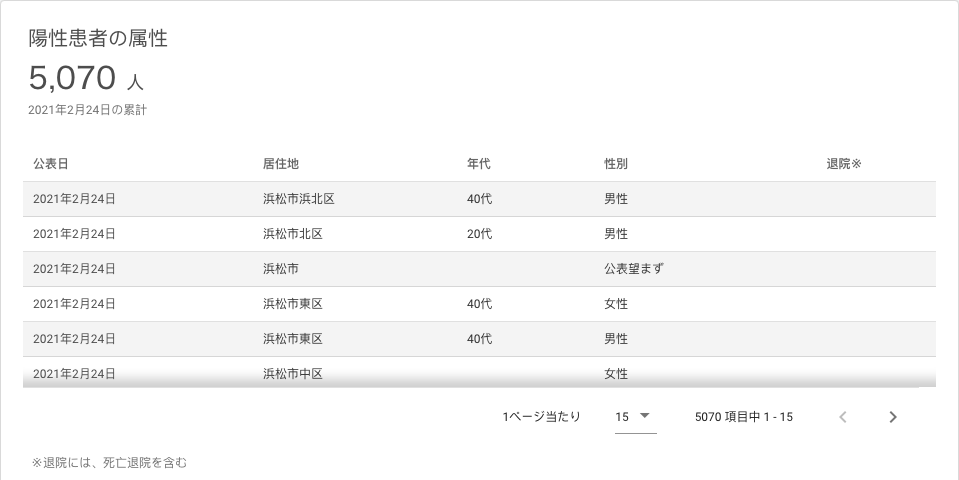 陽性患者の属性
5,070 人
2021年2月24日の累計
公表日 居住地 年代 性別 退院※
2021年2月24日 浜松市浜北区 40代 男性
2021年2月24日 浜松市北区 20代 男性
2021年2月24日 浜松市 公表望まず
2021年2月24日 浜松市東区 40代 女性
2021年2月24日 浜松市東区 40代 男性
2021年2月24日 浜松市中区 女性
1ページ当たり 15 5070 項目中 1 - 15
※退院には、死亡退院を含む